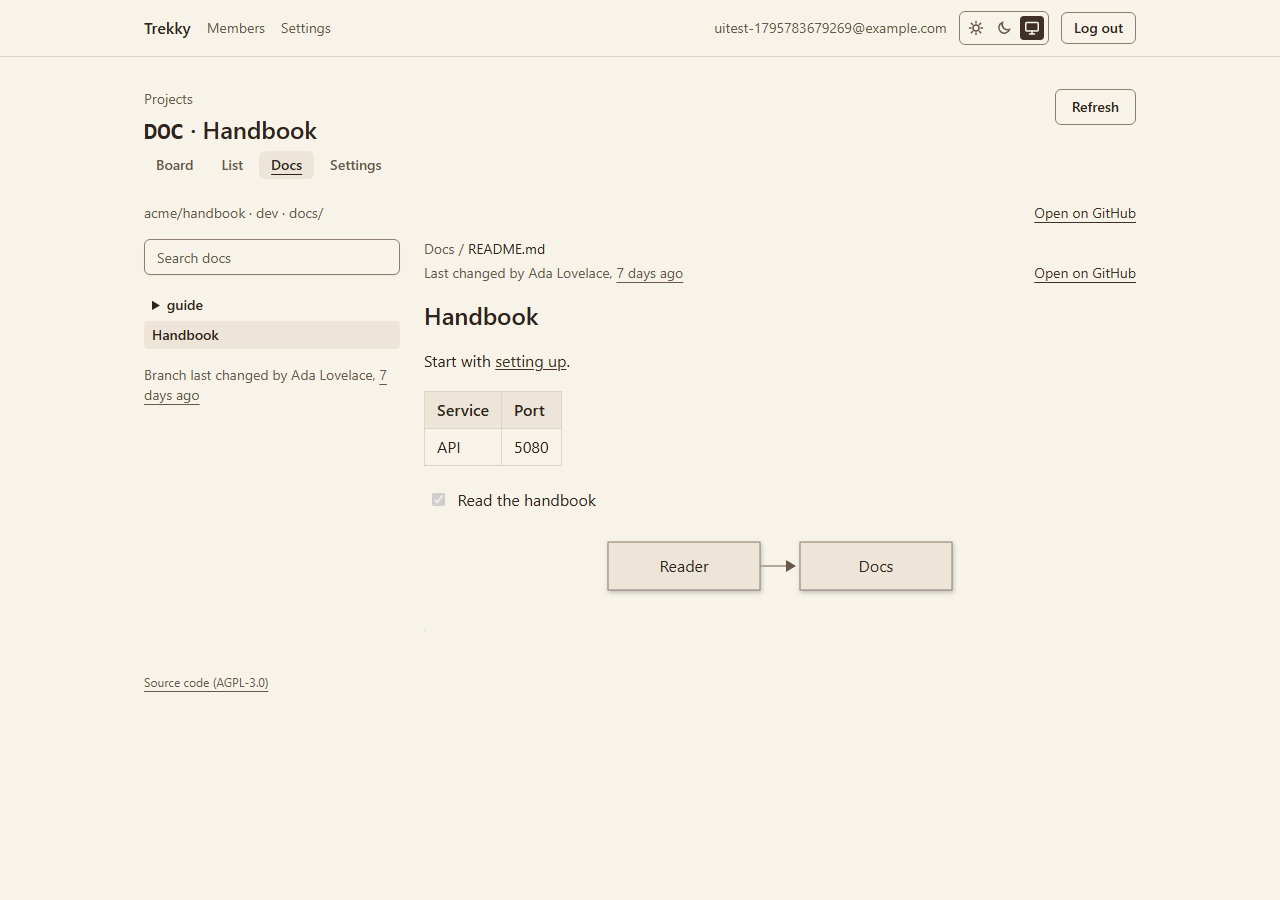 Trekky Members Settings uitest-1795783679269@example.com Log out
Projects
Refresh
DOC · Handbook
Board List Docs Settings
acme/handbook · dev · docs/ Open on GitHub
Search docs
guide
Handbook
Branch last changed by Ada Lovelace, 7
days ago
Docs / README.md
Last changed by Ada Lovelace, 7 days ago Open on GitHub
Handbook
Start with setting up.
Service Port
API 5080
Read the handbook
Reader Docs
Source code (AGPL-3.0)